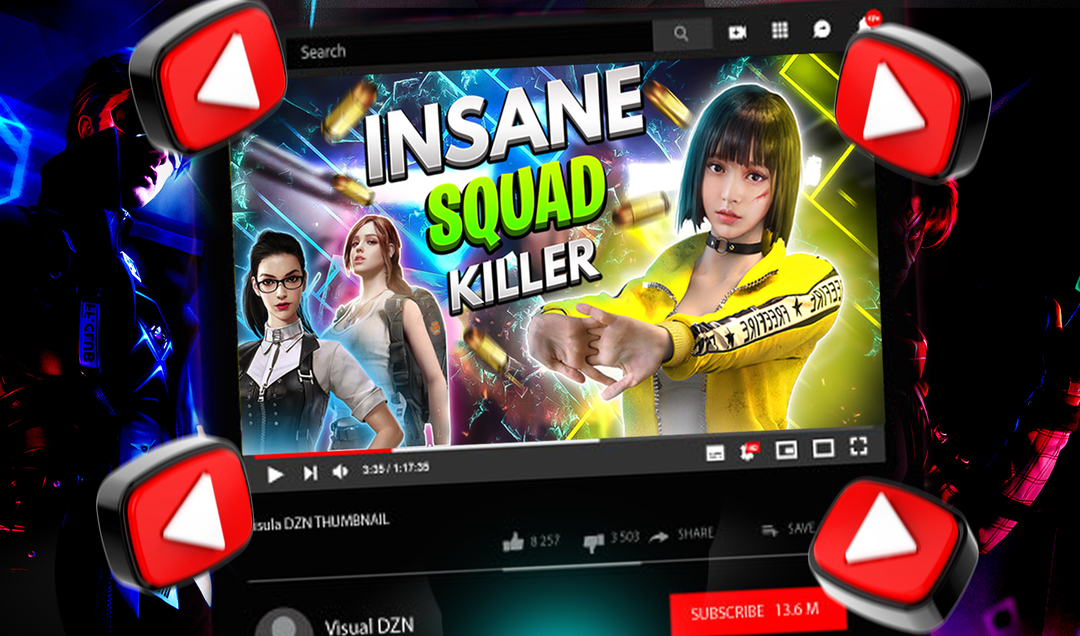 Search
INSANE
SQUAD
KILLER
FREEFIRE
3:35 / 1:17:35
HD
DZN THUMBNAIL
8 257
3 503
SHARE
SAVE
Visual DZN
SUBSCRIBE 13.6 M